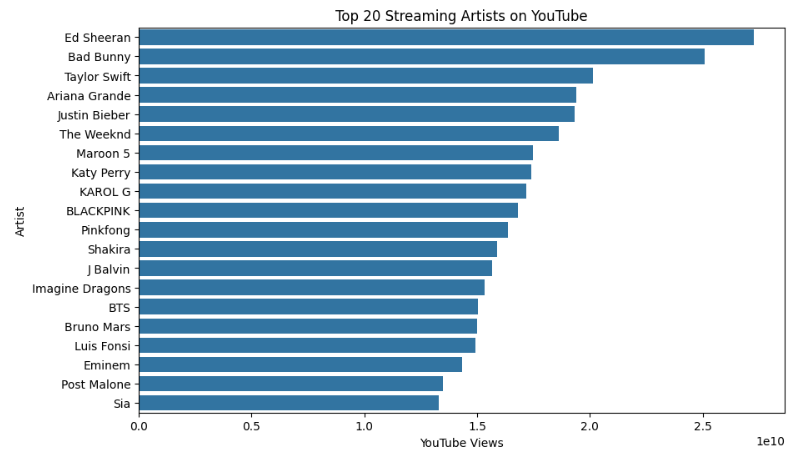 Top 20 Streaming Artists on YouTube
Artist
Ed Sheeran
Bad Bunny
Taylor Swift
Ariana Grande
Justin Bieber
The Weeknd
Maroon 5
Katy Perry
KAROL G
BLACKPINK
Pinkfong
Shakira
J Balvin
Imagine Dragons
BTS
Bruno Mars
Luis Fonsi
Eminem
Post Malone
Sia
0.0 0.5 1.0 1.5 2.0 2.5
1e10
YouTube Views